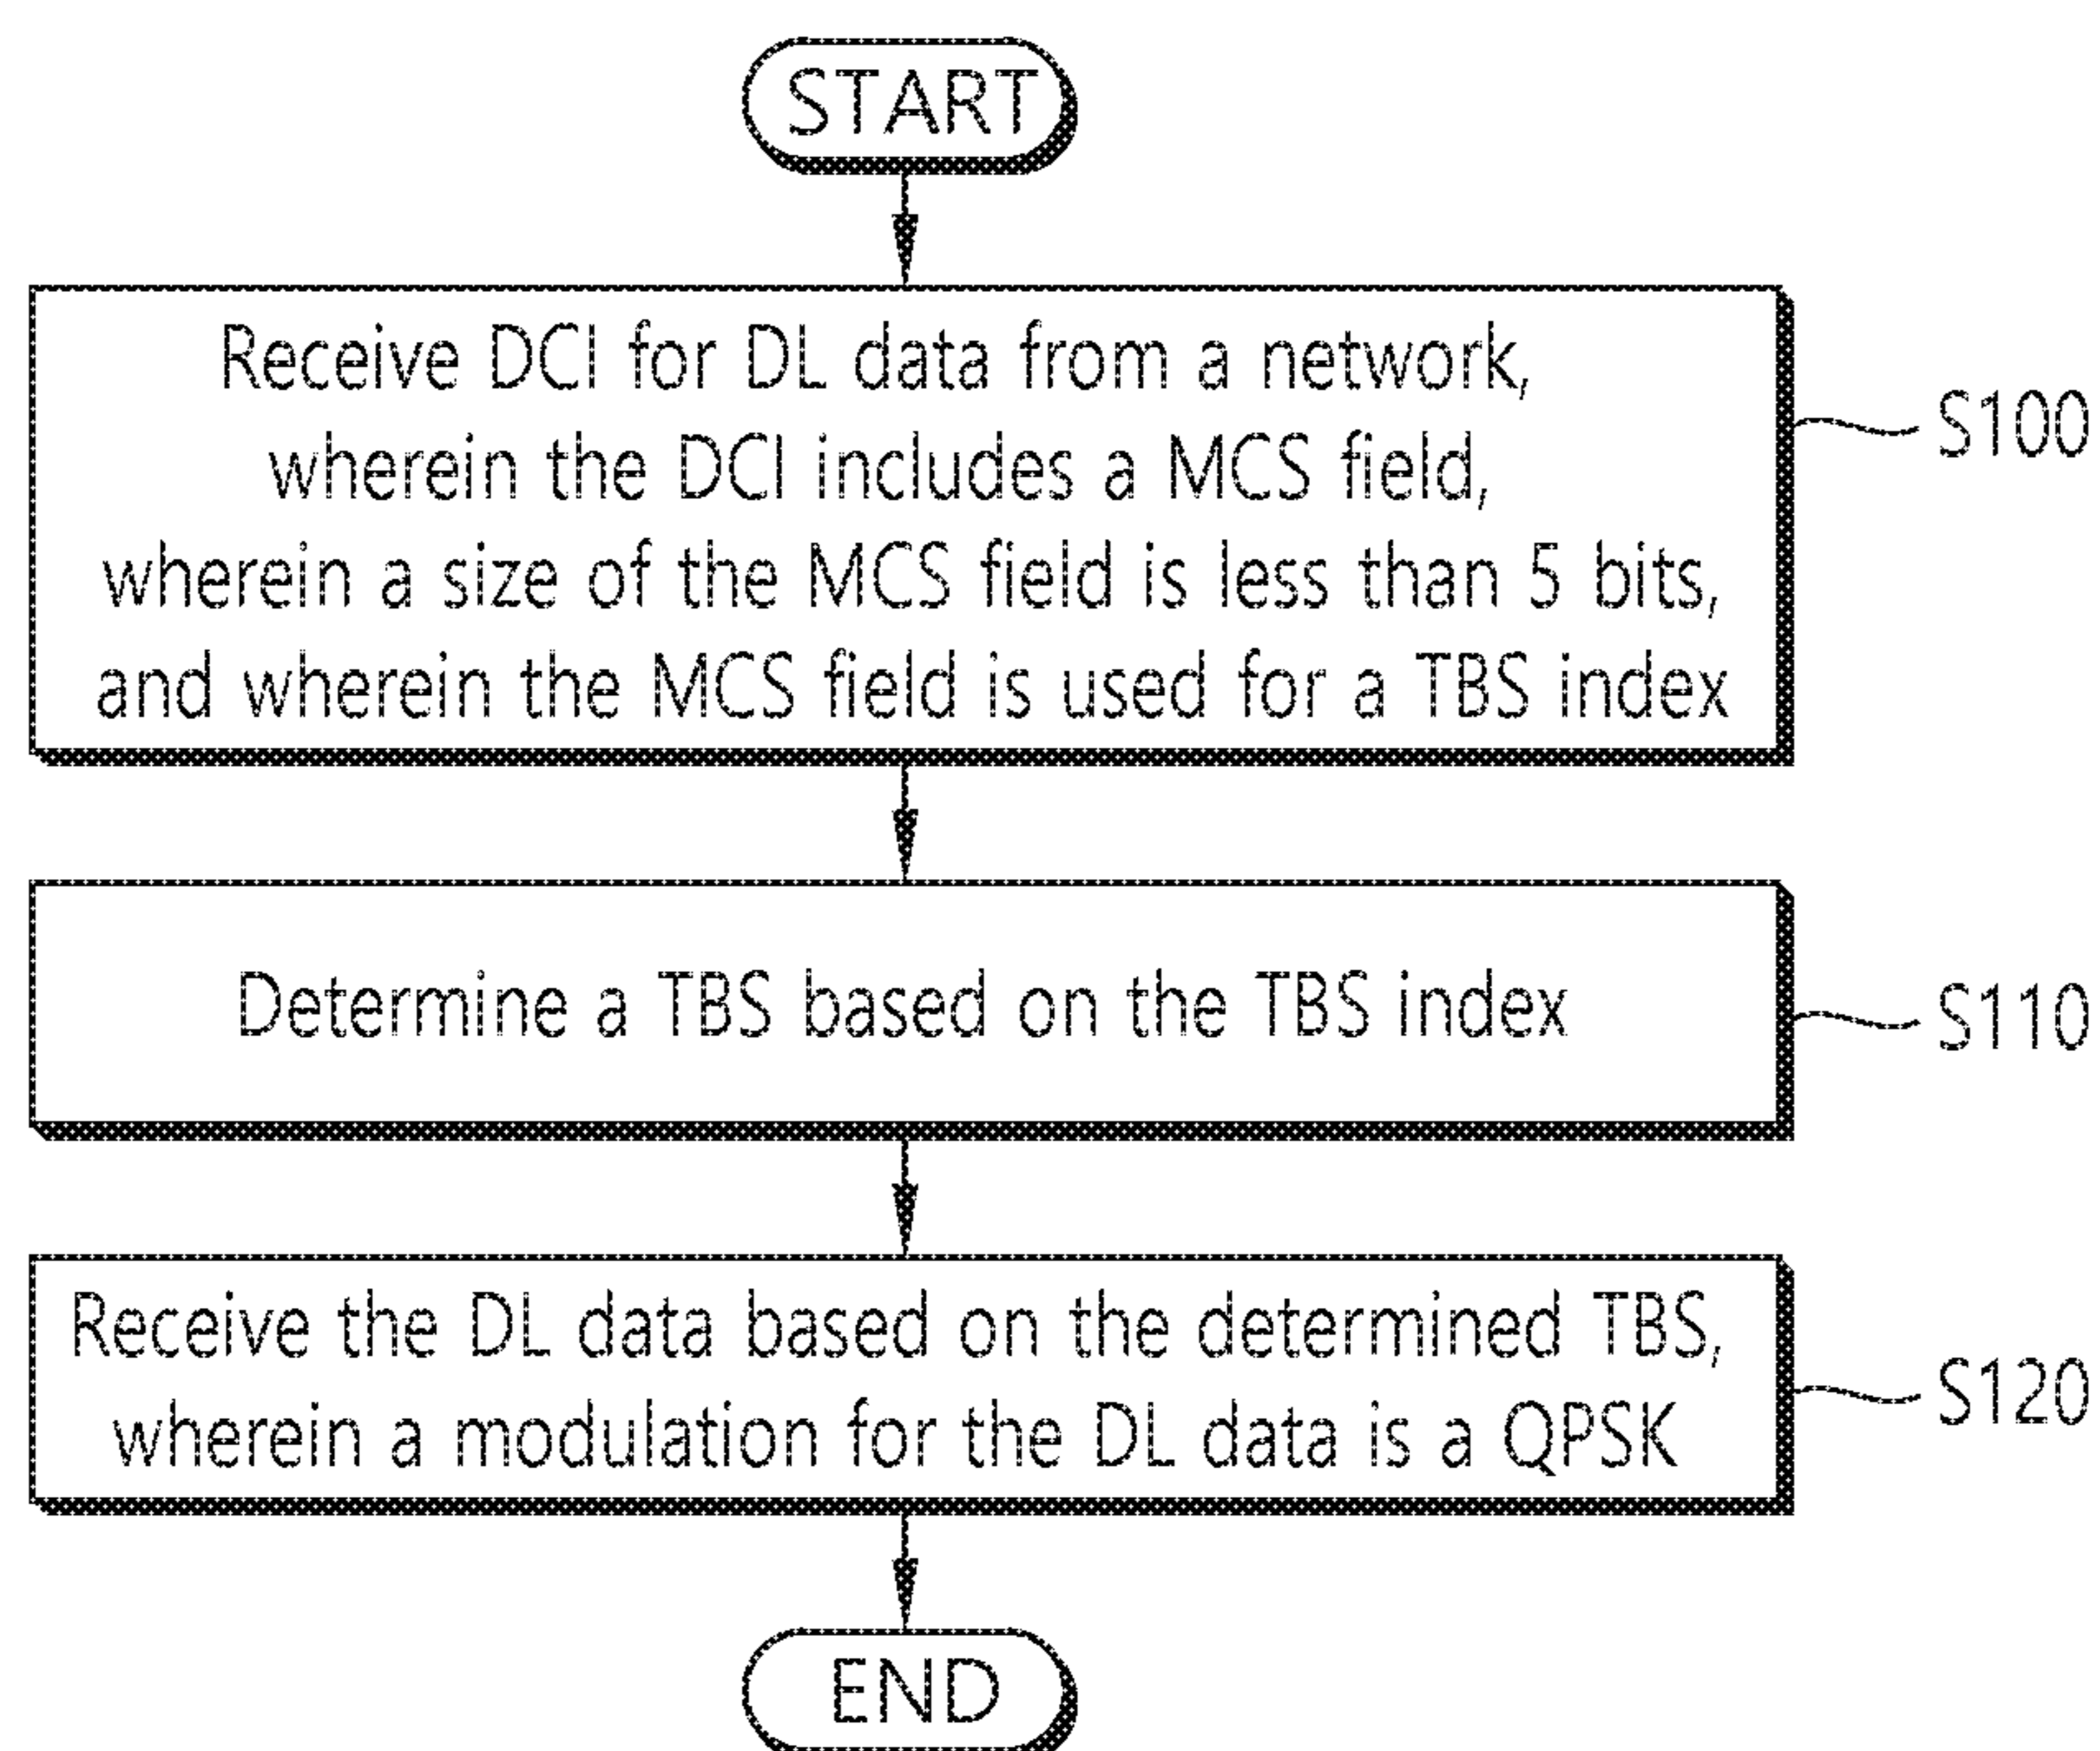 START
Receive DCI for DL data from a network,
wherein the DCI includes a MCS field,
wherein a size of the MCS field is less than 5 bits,
and wherein the MCS field is used for a TBS index
S100
Determine a TBS based on the TBS index
S110
Receive the DL data based on the determined TBS,
wherein a modulation for the DL data is a QPSK
S120
END